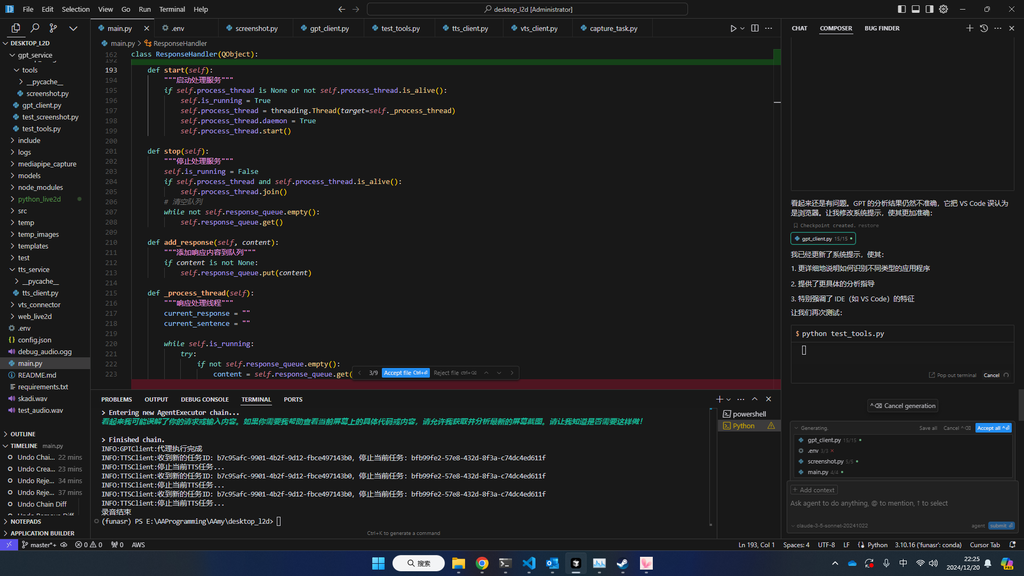 File Edit Selection View Go Run Terminal Help
desktop_l2d [Administrator]
main.py
.env
screenshot.py
gpt_client.py
test_tools.py
tts_client.py
vts_client.py
capture_task.py
CHAT COMPOSER BUG FINDER
DESKTOP_L2D
gpt_service
tools
__pycache__
screenshot.py
gpt_client.py
test_screenshot.py
test_tools.py
include
logs
mediapipe_capture
models
node_modules
python_live2d
src
temp
temp_images
templates
test
tts_service
__pycache__
tts_client.py
vts_connector
web_live2d
.env
config.json
debug_audio.ogg
main.py
README.md
requirements.txt
skadi.wav
test_audio.wav
OUTLINE
TIMELINE main.py
Undo Chai... 22 mins
Undo Crea... 23 mins
Undo Reje... 34 mins
Undo Reje... 37 mins
Undo Chain Diff
NOTEPADS
APPLICATION BUILDER
main.py > ResponseHandler
162 class ResponseHandler(QObject):
193 def start(self):
194 """启动处理服务"""
195 if self.process_thread is None or not self.process_thread.is_alive():
196 self.is_running = True
197 self.process_thread = threading.Thread(target=self._process_thread)
198 self.process_thread.daemon = True
199 self.process_thread.start()
200
201 def stop(self):
202 """停止处理服务"""
203 self.is_running = False
204 if self.process_thread and self.process_thread.is_alive():
205 self.process_thread.join()
206 # 清空队列
207 while not self.response_queue.empty():
208 self.response_queue.get()
209
210 def add_response(self, content):
211 """添加响应内容到队列"""
212 if content is not None:
213 self.response_queue.put(content)
214
215 def _process_thread(self):
216 """响应处理线程"""
217 current_response = ""
218 current_sentence = ""
219
220 while self.is_running:
221 try:
222 if not self.response_queue.empty():
223 content = self.response_queue.get(
3/9 Accept file Ctrl+⏎ Reject file
PROBLEMS OUTPUT DEBUG CONSOLE TERMINAL PORTS
> Entering new AgentExecutor chain...
看起来我可能误解了你的请求或输入内容。如果你需要我帮助查看当前屏幕上的具体代码或内容，请允许我获取并分析最新的屏幕截图。请让我知道是否需要这样做！
> Finished chain.
INFO:GPTClient:代理执行完成
INFO:TTSClient:收到新的任务ID: b7c95afc-9901-4b2f-9d12-fbce497143b0, 停止当前任务: bfb99fe2-57e8-432d-8f3a-c74dc4ed611f
INFO:TTSClient:停止当前TTS任务...
INFO:TTSClient:收到新的任务ID: b7c95afc-9901-4b2f-9d12-fbce497143b0, 停止当前任务: bfb99fe2-57e8-432d-8f3a-c74dc4ed611f
INFO:TTSClient:停止当前TTS任务...
INFO:TTSClient:收到新的任务ID: b7c95afc-9901-4b2f-9d12-fbce497143b0, 停止当前任务: bfb99fe2-57e8-432d-8f3a-c74dc4ed611f
INFO:TTSClient:停止当前TTS任务...
录音结束
(funasr) PS E:\AAProgramming\AAmy\desktop_l2d>
Ctrl+K to generate a command
powershell
Python
看起来还是有问题。GPT 的分析结果仍然不准确，它把 VS Code 误认为
是浏览器。让我修改系统提示，使其更加准确：
Checkpoint created. restore
gpt_client.py 15/15
我已经更新了系统提示，使其：
1. 更详细地说明如何识别不同类型的应用程序
2. 提供了更具体的分析指导
3. 特别强调了 IDE（如 VS Code）的特征
让我们再次测试：
$ python test_tools.py
Pop out terminal Cancel
Cancel generation
Generating. Save all Cancel Accept all
gpt_client.py 15/15
.env
screenshot.py
main.py
+ Add context
Ask agent to do anything, @ to mention, ↑ to select
claude-3-5-sonnet-20241022 agent submit
master*+ 0 0 0 AWS
Ln 193, Col 1 Spaces: 4 UTF-8 LF Python 3.10.16 ('funasr': conda) Cursor Tab
搜索
中
22:25
2024/12/20